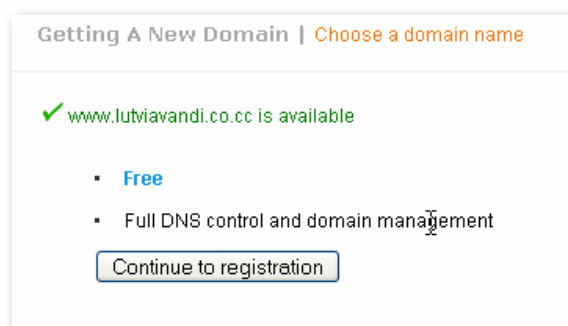 Getting A New Domain | Choose a domain name
www.lutviavandi.co.cc is available
Free
Full DNS control and domain management
Continue to registration